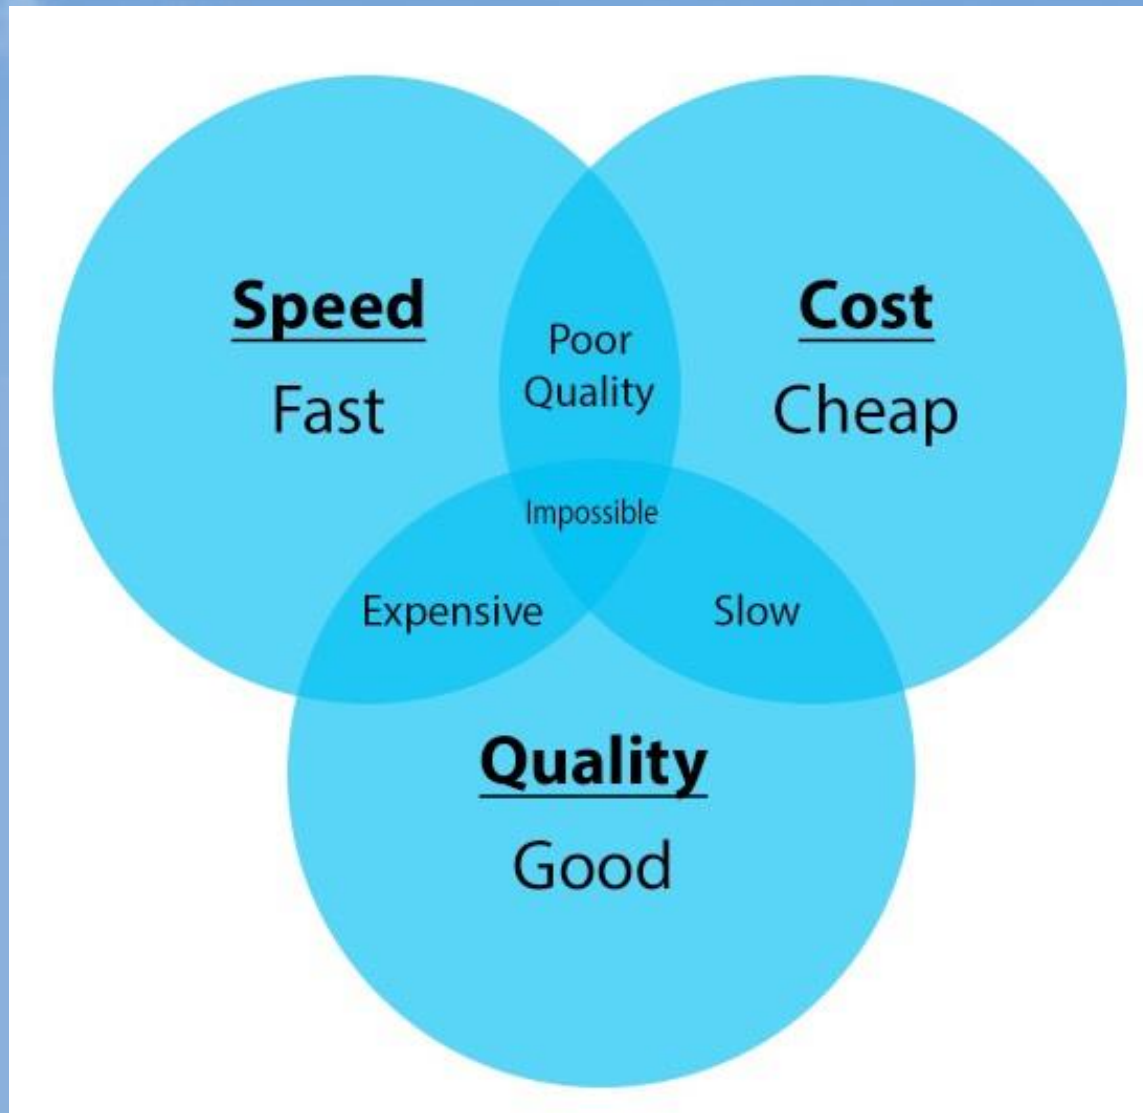 Speed
Fast
Cost
Cheap
Poor
Quality
Impossible
Expensive
Slow
Quality
Good